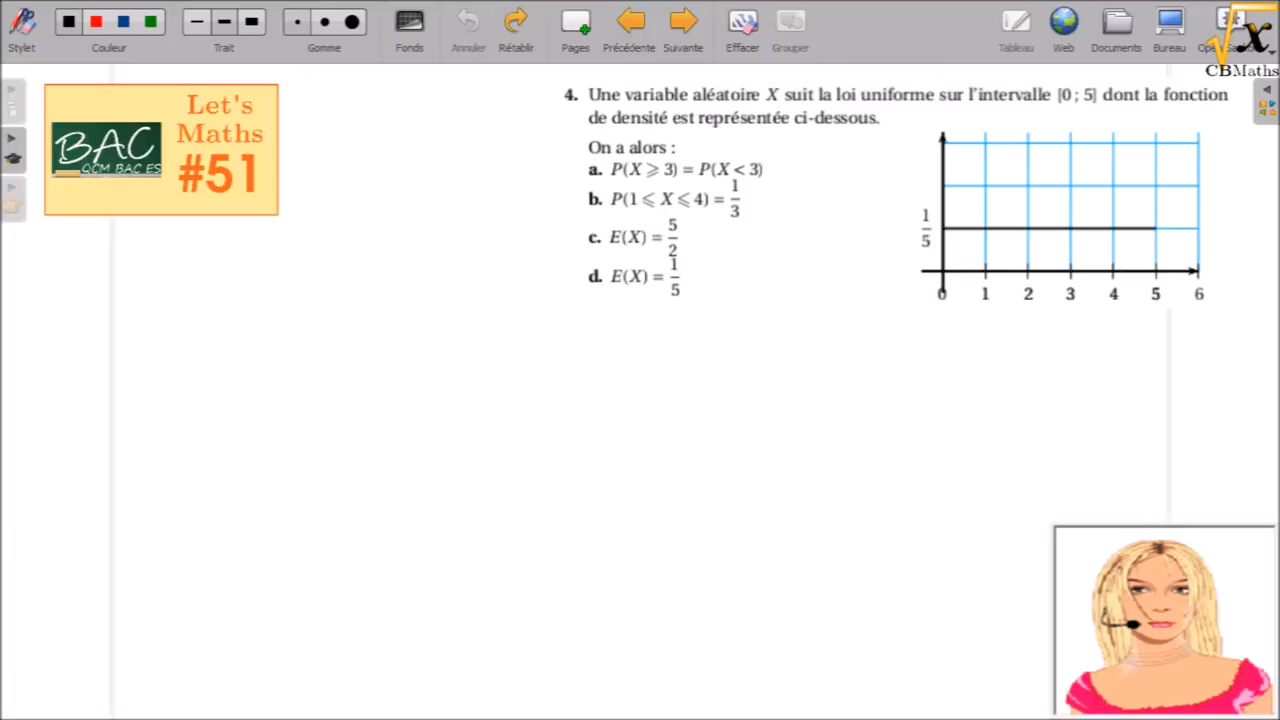 Stylet Couleur Trait Gomme Fonds Annuler Rétablir Pages Précédente Suivante Effacer Grouper Tableau Web Documents Bureau
√x
CBMaths
Let's
Maths
#51
BAC
QCM BAC ES
4. Une variable aléatoire X suit la loi uniforme sur l'intervalle [0 ; 5] dont la fonction
de densité est représentée ci-dessous.
On a alors :
a. P(X ⩾ 3) = P(X < 3)
b. P(1 ⩽ X ⩽ 4) = 1/3
c. E(X) = 5/2
d. E(X) = 1/5
1/5
0 1 2 3 4 5 6